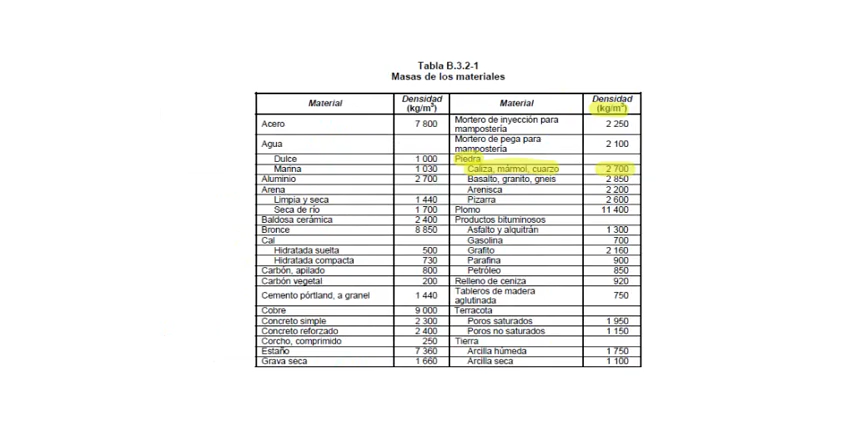 Tabla B.3.2-1
Masas de los materiales
Material Densidad (kg/m³) Material Densidad (kg/m³)
Acero 7 800 Mortero de inyección para mampostería 2 250
Agua Mortero de pega para mampostería 2 100
Dulce 1 000 Piedra
Marina 1 030 Caliza, mármol, cuarzo 2 700
Aluminio 2 700 Basalto, granito, gneis 2 850
Arena Arenisca 2 200
Limpia y seca 1 440 Pizarra 2 600
Seca de río 1 700 Plomo 11 400
Baldosa cerámica 2 400 Productos bituminosos
Bronce 8 850 Asfalto y alquitrán 1 300
Cal Gasolina 700
Hidratada suelta 500 Grafito 2 160
Hidratada compacta 730 Parafina 900
Carbón, apilado 800 Petróleo 850
Carbón vegetal 200 Relleno de ceniza 920
Cemento pórtland, a granel 1 440 Tableros de madera aglutinada 750
Cobre 9 000 Terracota
Concreto simple 2 300 Poros saturados 1 950
Concreto reforzado 2 400 Poros no saturados 1 150
Corcho, comprimido 250 Tierra
Estaño 7 360 Arcilla húmeda 1 750
Grava seca 1 660 Arcilla seca 1 100